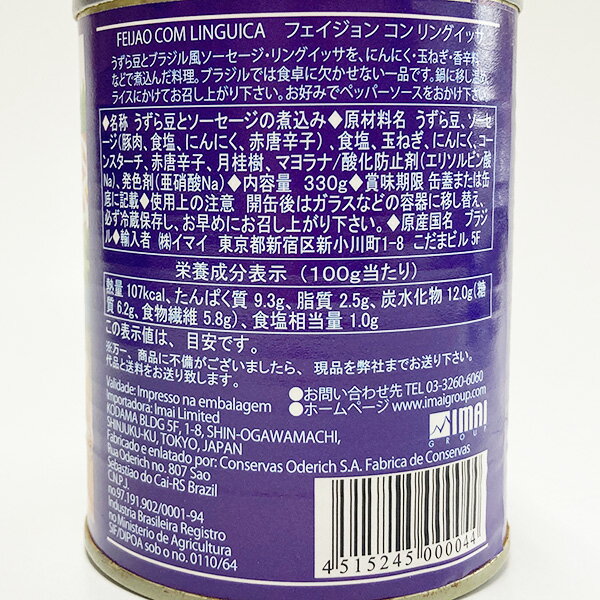 FEIJAO COM LINGUICA フェイジョン コン リングイッサ
うずら豆とブラジル風ソーセージ・リングイッサを、にんにく・玉ねぎ・香辛料
などで煮込んだ料理。ブラジルでは食卓に欠かせない一品です。鍋に移し温め
ライスにかけてお召し上がり下さい。お好みでペッパーソースをおかけ下さい
◆名称 うずら豆とソーセージの煮込み◆原材料名 うずら豆、ソーセ
ージ(豚肉、食塩、にんにく、赤唐辛子)、食塩、玉ねぎ、にんにく、コー
ンスターチ、赤唐辛子、月桂樹、マヨラナ/酸化防止剤(エリソルビン酸
Na)、発色剤(亜硝酸Na)◆内容量 330g◆賞味期限 缶蓋または缶
底に記載◆使用上の注意 開缶後はガラスなどの容器に移し替え、
必ず冷蔵保存し、お早めにお召し上がり下さい。◆原産国名 ブラジ
ル◆輸入者 ㈱イマイ 東京都新宿区新小川町1-8 こだまビル5F
栄養成分表示 (100g当たり)
熱量 107kcal、たんぱく質 9.3g、脂質 2.5g、炭水化物 12.0g(糖
質 6.2g、食物繊維 5.8g)、食塩相当量 1.0g
この表示値は、目安です。
※万一、商品に不備がございましたら、現品を弊社までお送り下さい。
代品と送料をお送り致します。
●お問い合わせ先 TEL 03-3260-6060
●ホームページ www.imaigroup.com
IMAI
GROUP
Validade: Impresso na embalagem
Importadora: Imai Limited
KODAMA BLDG 5F, 1-8, SHIN-OGAWAMACHI,
SHINJUKU-KU, TOKYO, JAPAN
Fabricado e enlatado por: Conservas Oderich S.A. Fabrica de Conservas
Rua Oderich no. 807 Sao
Sebastiao do Cai-RS Brazil
C.N.P.J.
no.97.191.902/0001-94
Industria Brasileira Registro
no Ministerio de Agricultura
SIF/DIPOA sob o no. 0110/64
4 515245 000044